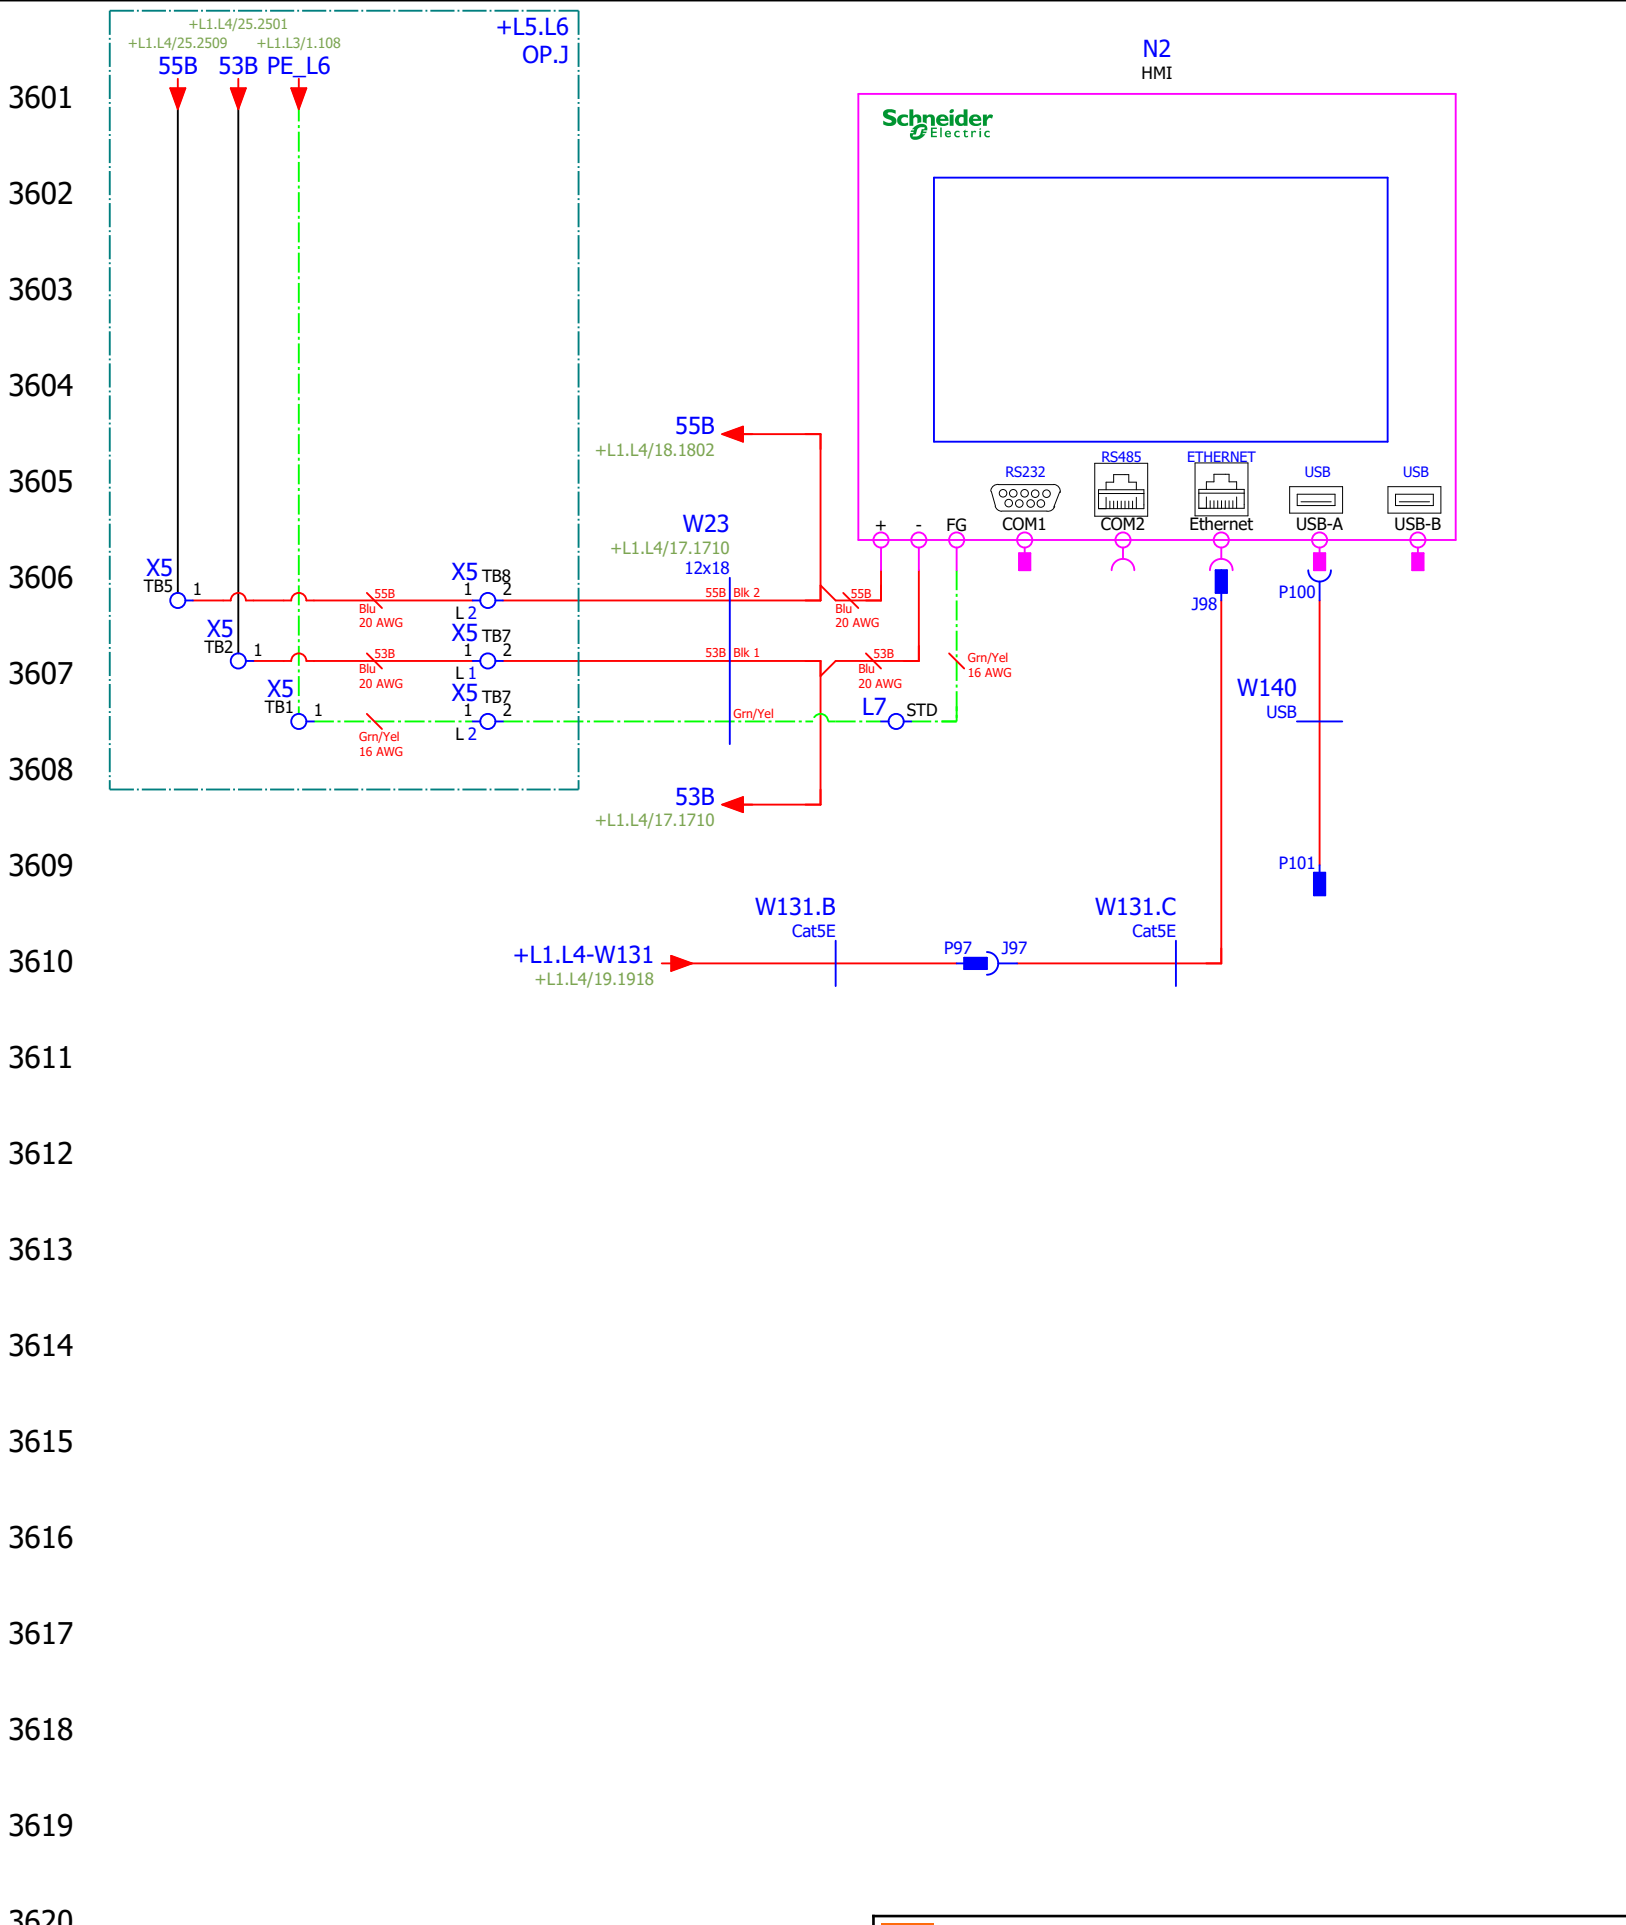 +L1.L4/25.2501
+L1.L4/25.2509 +L1.L3/1.108
55B 53B PE_L6
+L5.L6
OP.J
N2
HMI
3601
Schneider
Electric
3602
3603
3604
55B
+L1.L4/18.1802
3605
RS232 RS485 ETHERNET USB USB
+ - FG COM1 COM2 Ethernet USB-A USB-B
W23
+L1.L4/17.1710
12x18
3606
X5
TB5 1
55B
Blu
20 AWG
X5 TB8
1 2
L 2
55B Blk 2
55B
Blu
20 AWG
J98
P100
X5
TB2 1
53B
Blu
20 AWG
X5 TB7
1 2
L 1
53B Blk 1
53B
Blu
20 AWG
Grn/Yel
16 AWG
3607
X5
TB1 1
Grn/Yel
16 AWG
X5 TB7
1 2
L 2
Grn/Yel
L7 STD
W140
USB
3608
53B
+L1.L4/17.1710
3609
P101
W131.B
Cat5E
W131.C
Cat5E
3610
+L1.L4-W131
+L1.L4/19.1918
P97 J97
3611
3612
3613
3614
3615
3616
3617
3618
3619
3620